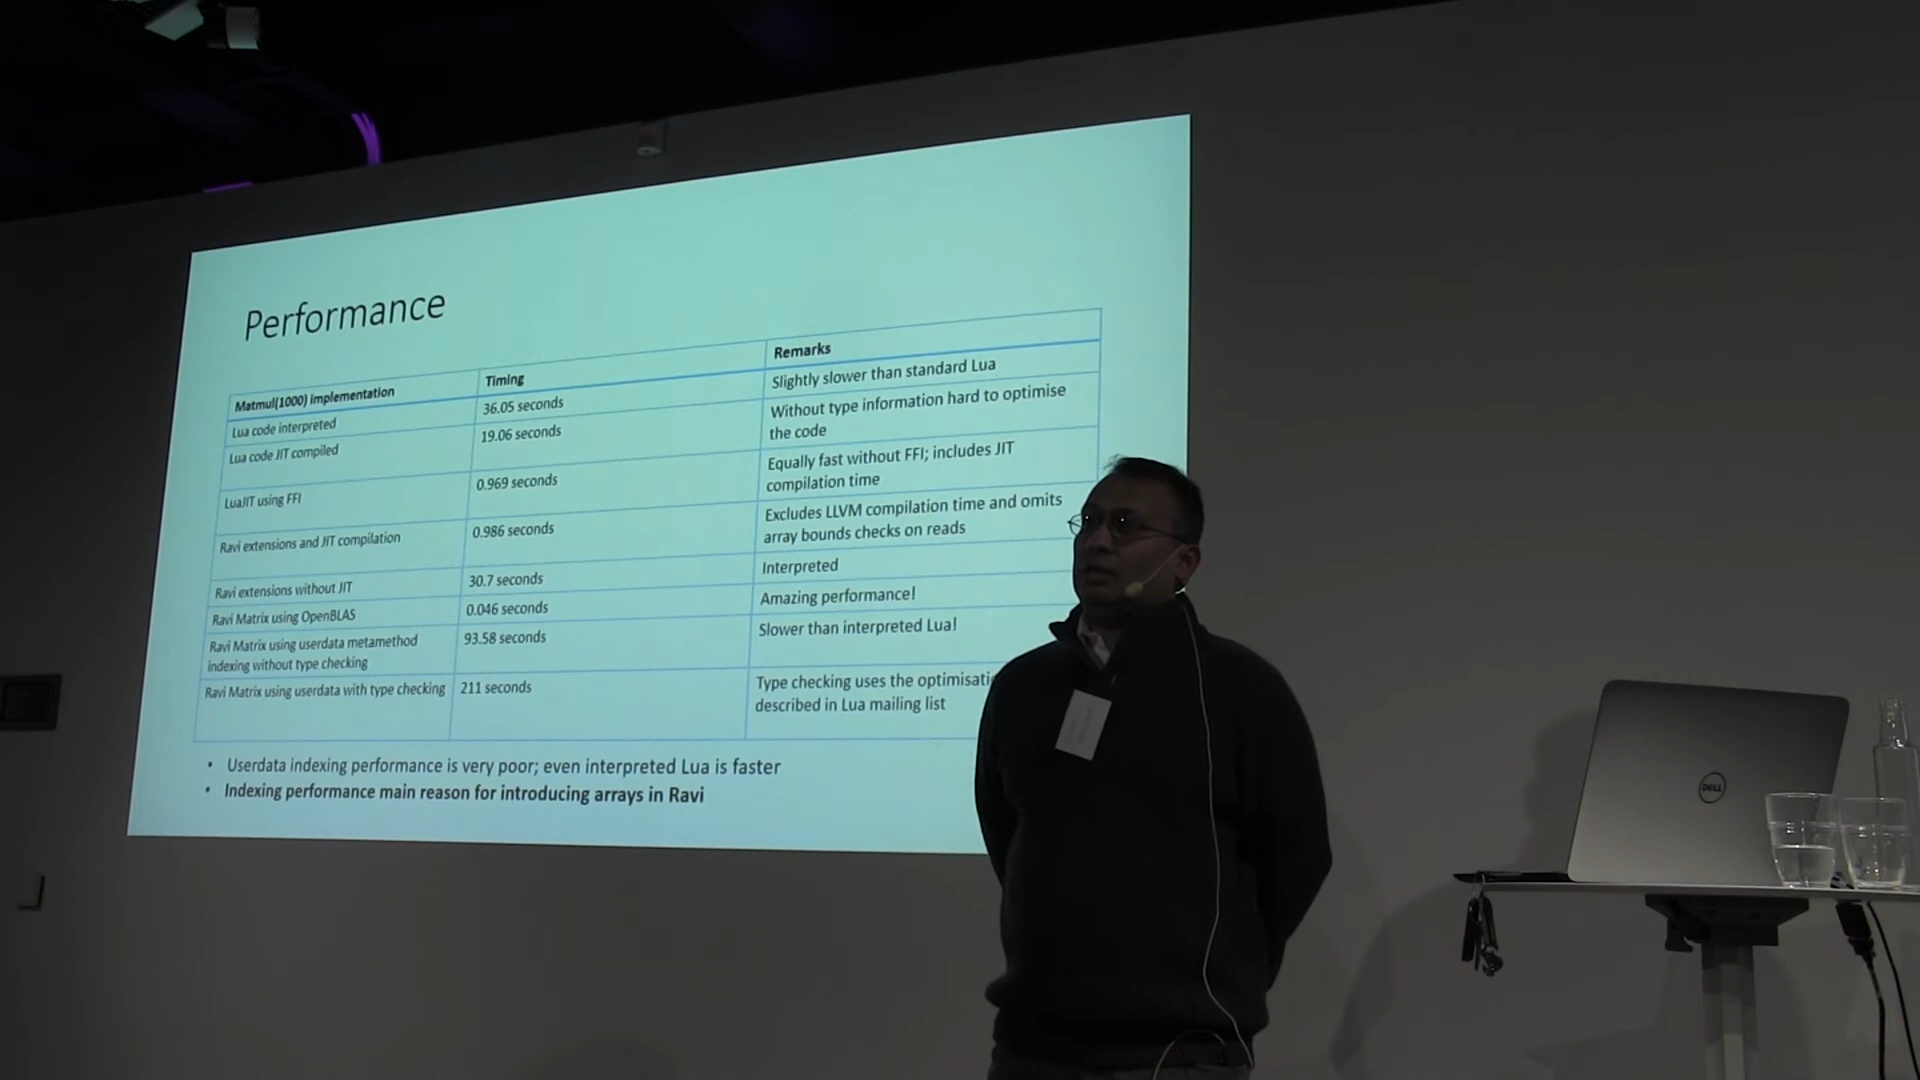 Performance
Matmul(1000) implementation Timing Remarks
Lua code interpreted 36.05 seconds Slightly slower than standard Lua
Lua code JIT compiled 19.06 seconds Without type information hard to optimise
the code
LuaJIT using FFI 0.969 seconds Equally fast without FFI; includes JIT
compilation time
Ravi extensions and JIT compilation 0.986 seconds Excludes LLVM compilation time and omits
array bounds checks on reads
Ravi extensions without JIT 30.7 seconds Interpreted
Ravi Matrix using OpenBLAS 0.046 seconds Amazing performance!
Ravi Matrix using userdata metamethod 93.58 seconds Slower than interpreted Lua!
indexing without type checking
Ravi Matrix using userdata with type checking 211 seconds Type checking uses the
described in Lua mailing list
• Userdata indexing performance is very poor; even interpreted Lua is faster
• Indexing performance main reason for introducing arrays in Ravi
DELL